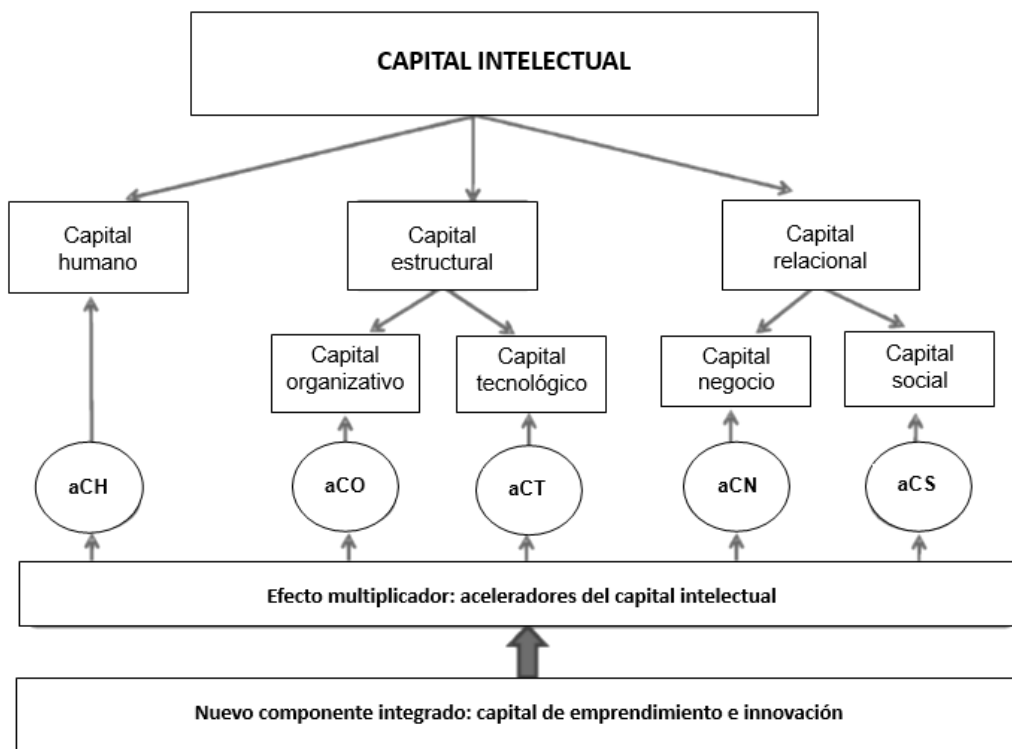 CAPITAL INTELECTUAL
Capital
humano
Capital
estructural
Capital
relacional
Capital
organizativo
Capital
tecnológico
Capital
negocio
Capital
social
aCH
aCO
aCT
aCN
aCS
Efecto multiplicador: aceleradores del capital intelectual
Nuevo componente integrado: capital de emprendimiento e innovación